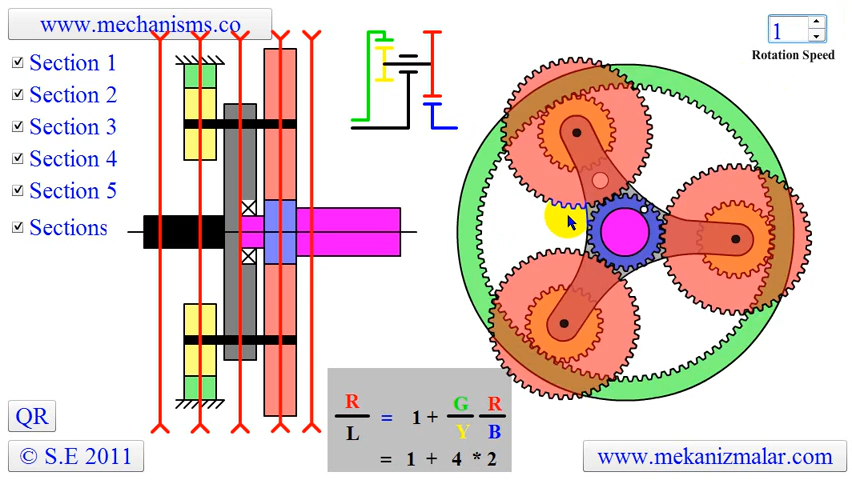 www.mechanisms.co
Section 1
Section 2
Section 3
Section 4
Section 5
Sections
1
Rotation Speed
R
L
= 1 + G R
Y B
= 1 + 4 * 2
QR
© S.E 2011
www.mekanizmalar.com